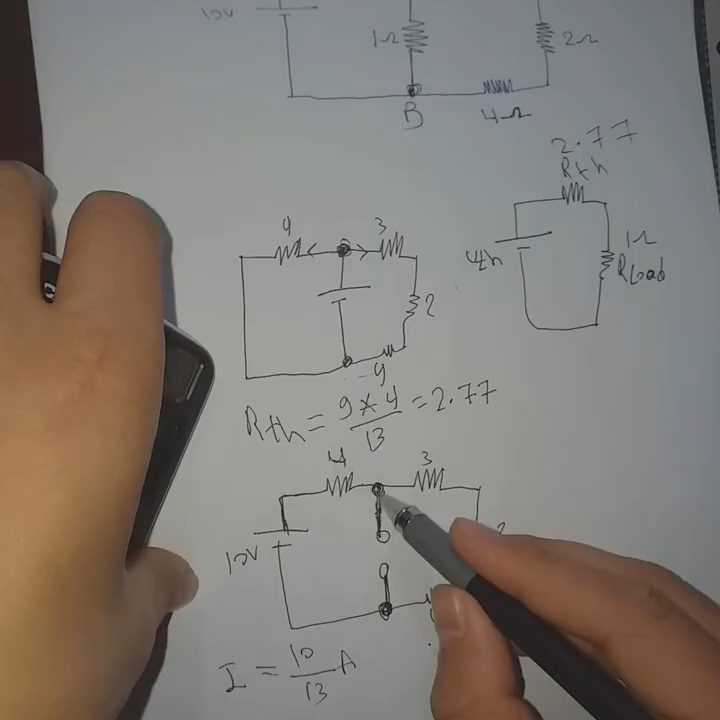 10V
1Ω
2Ω
B
4Ω
2.77
Rth
4
3
Vth
1Ω
RLoad
2
4
Rth = 9 × 4 / 13 = 2.77
4
3
10V
I = 10 / 13 A